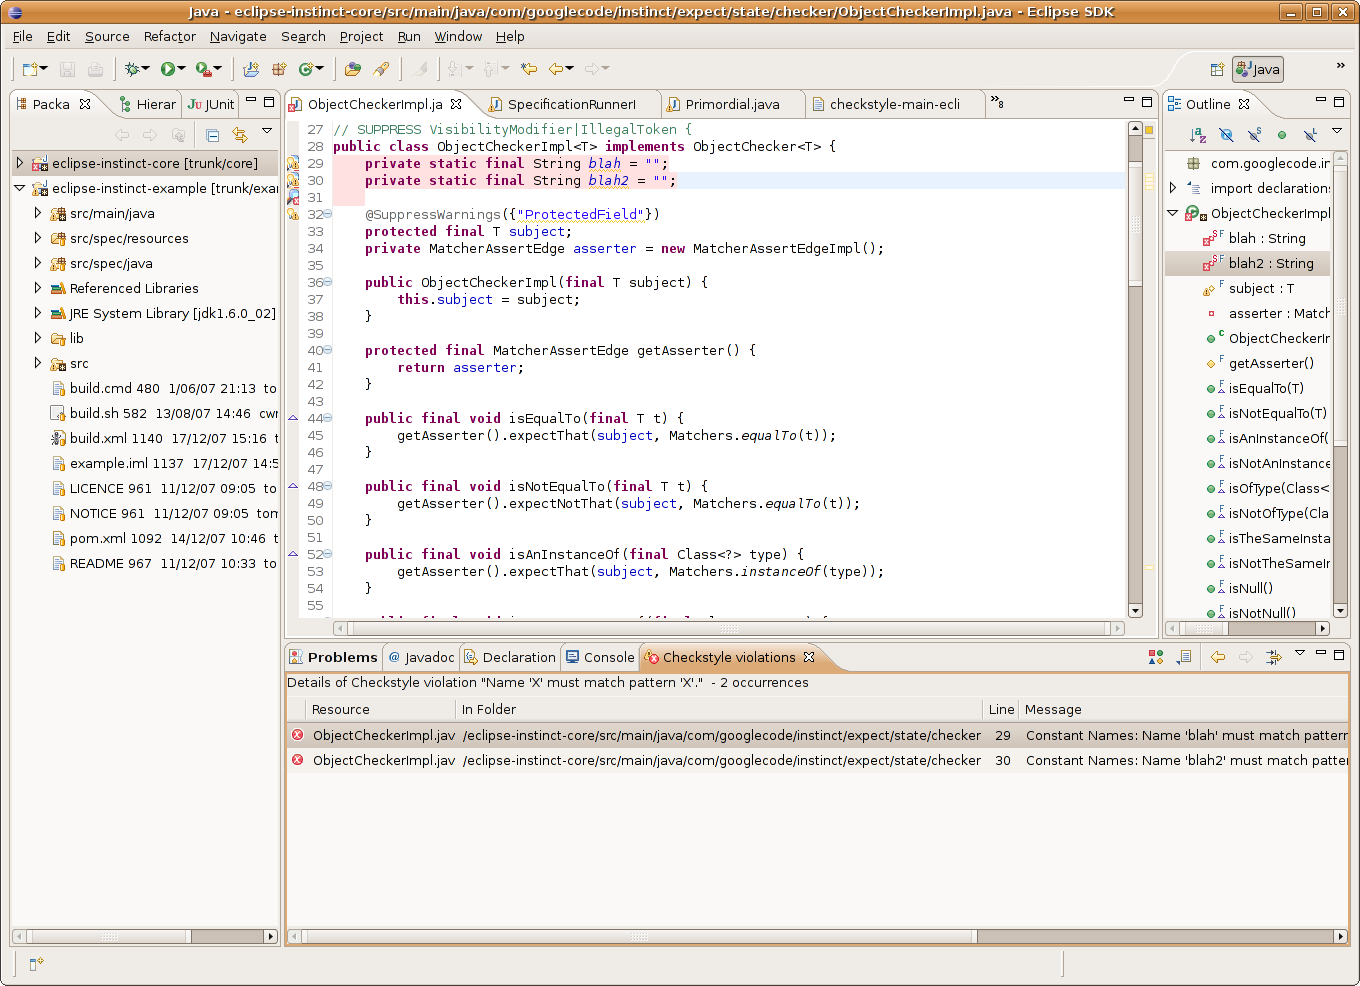 Java - eclipse-instinct-core/src/main/java/com/googlecode/instinct/expect/state/checker/ObjectCheckerImpl.java - Eclipse SDK
File Edit Source Refactor Navigate Search Project Run Window Help
Java »
Packa Hierar JUnit
eclipse-instinct-core [trunk/core]
eclipse-instinct-example [trunk/exa
src/main/java
src/spec/resources
src/spec/java
Referenced Libraries
JRE System Library [jdk1.6.0_02]
lib
src
build.cmd 480 1/06/07 21:13 to
build.sh 582 13/08/07 14:46 cwr
build.xml 1140 17/12/07 15:16 t
example.iml 1137 17/12/07 14:5
LICENCE 961 11/12/07 09:05 to
NOTICE 961 11/12/07 09:05 tom
pom.xml 1092 14/12/07 10:46 t
README 967 11/12/07 10:33 to
ObjectCheckerImpl.ja SpecificationRunnerI Primordial.java checkstyle-main-ecli »8
27 // SUPPRESS VisibilityModifier|IllegalToken {
28 public class ObjectCheckerImpl<T> implements ObjectChecker<T> {
29     private static final String blah = "";
30     private static final String blah2 = "";
31
32     @SuppressWarnings({"ProtectedField"})
33     protected final T subject;
34     private MatcherAssertEdge asserter = new MatcherAssertEdgeImpl();
35
36     public ObjectCheckerImpl(final T subject) {
37         this.subject = subject;
38     }
39
40     protected final MatcherAssertEdge getAsserter() {
41         return asserter;
42     }
43
44     public final void isEqualTo(final T t) {
45         getAsserter().expectThat(subject, Matchers.equalTo(t));
46     }
47
48     public final void isNotEqualTo(final T t) {
49         getAsserter().expectNotThat(subject, Matchers.equalTo(t));
50     }
51
52     public final void isAnInstanceOf(final Class<?> type) {
53         getAsserter().expectThat(subject, Matchers.instanceOf(type));
54     }
55
Outline
com.googlecode.in
import declarations
ObjectCheckerImpl
blah : String
blah2 : String
subject : T
asserter : Match
ObjectCheckerIr
getAsserter()
isEqualTo(T)
isNotEqualTo(T)
isAnInstanceOf(
isNotAnInstance
isOfType(Class<
isNotOfType(Cla
isTheSameInsta
isNotTheSameIr
isNull()
isNotNull()
Problems Javadoc Declaration Console Checkstyle violations
Details of Checkstyle violation "Name 'X' must match pattern 'X'." - 2 occurrences
Resource In Folder Line Message
ObjectCheckerImpl.jav /eclipse-instinct-core/src/main/java/com/googlecode/instinct/expect/state/checker 29 Constant Names: Name 'blah' must match pattern
ObjectCheckerImpl.jav /eclipse-instinct-core/src/main/java/com/googlecode/instinct/expect/state/checker 30 Constant Names: Name 'blah2' must match patte